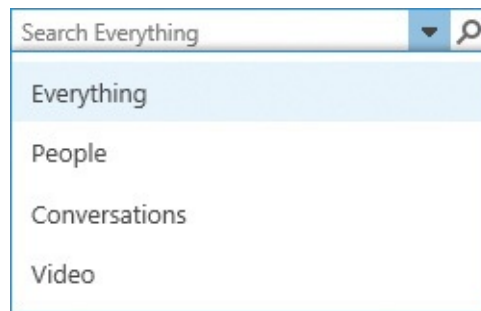 Search Everything
Everything
People
Conversations
Video